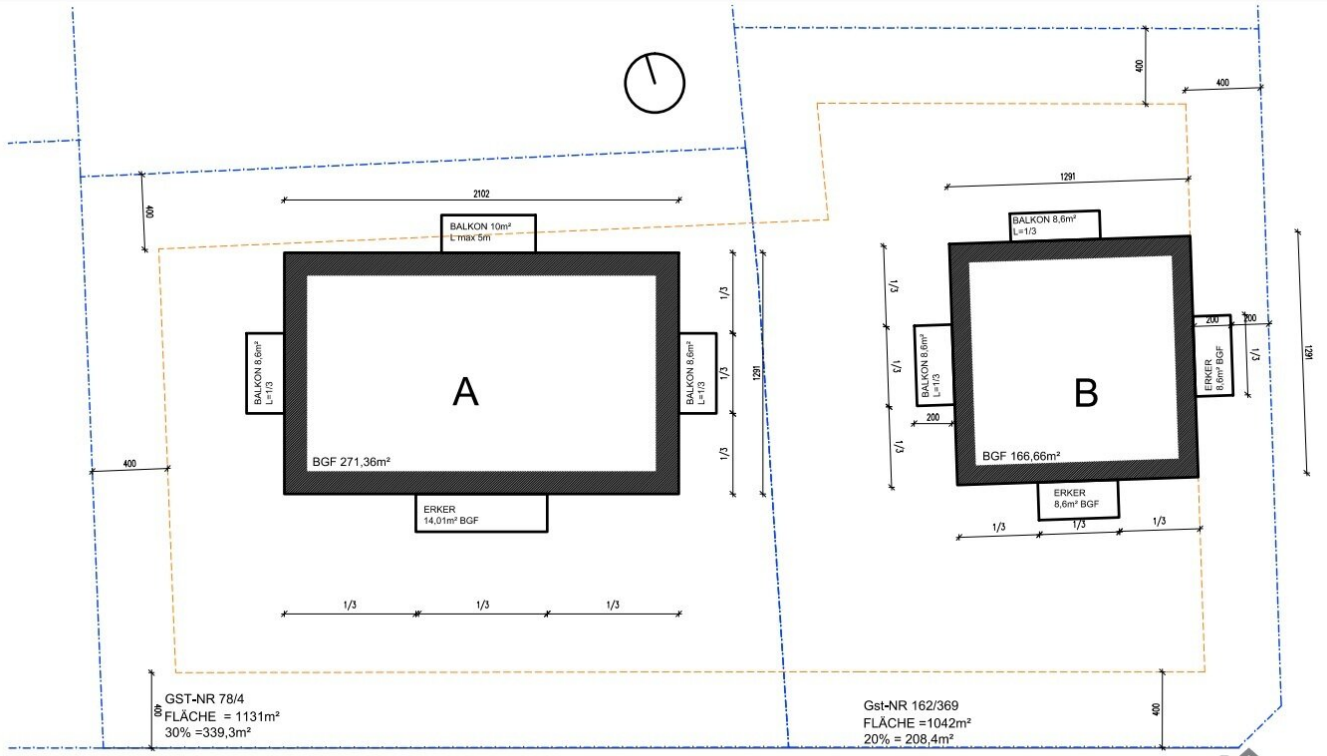 400
400
1291
2102
400
BALKON 10m²
L max 5m
BALKON 8,6m²
L=1/3
1/3
1/3
1/3
1291
BALKON 8,6m²
L=1/3
BALKON 8,6m²
L=1/3
A
BGF 271,36m²
400
ERKER
14,01m² BGF
1/3
1/3
1/3
1/3
1/3
1/3
BALKON 8,6m²
L=1/3
200
B
BGF 166,66m²
200
200
1/3
ERKER
8,6m² BGF
1291
ERKER
8,6m² BGF
1/3
1/3
1/3
400
GST-NR 78/4
FLÄCHE = 1131m²
30% =339,3m²
Gst-NR 162/369
FLÄCHE =1042m²
20% = 208,4m²
400